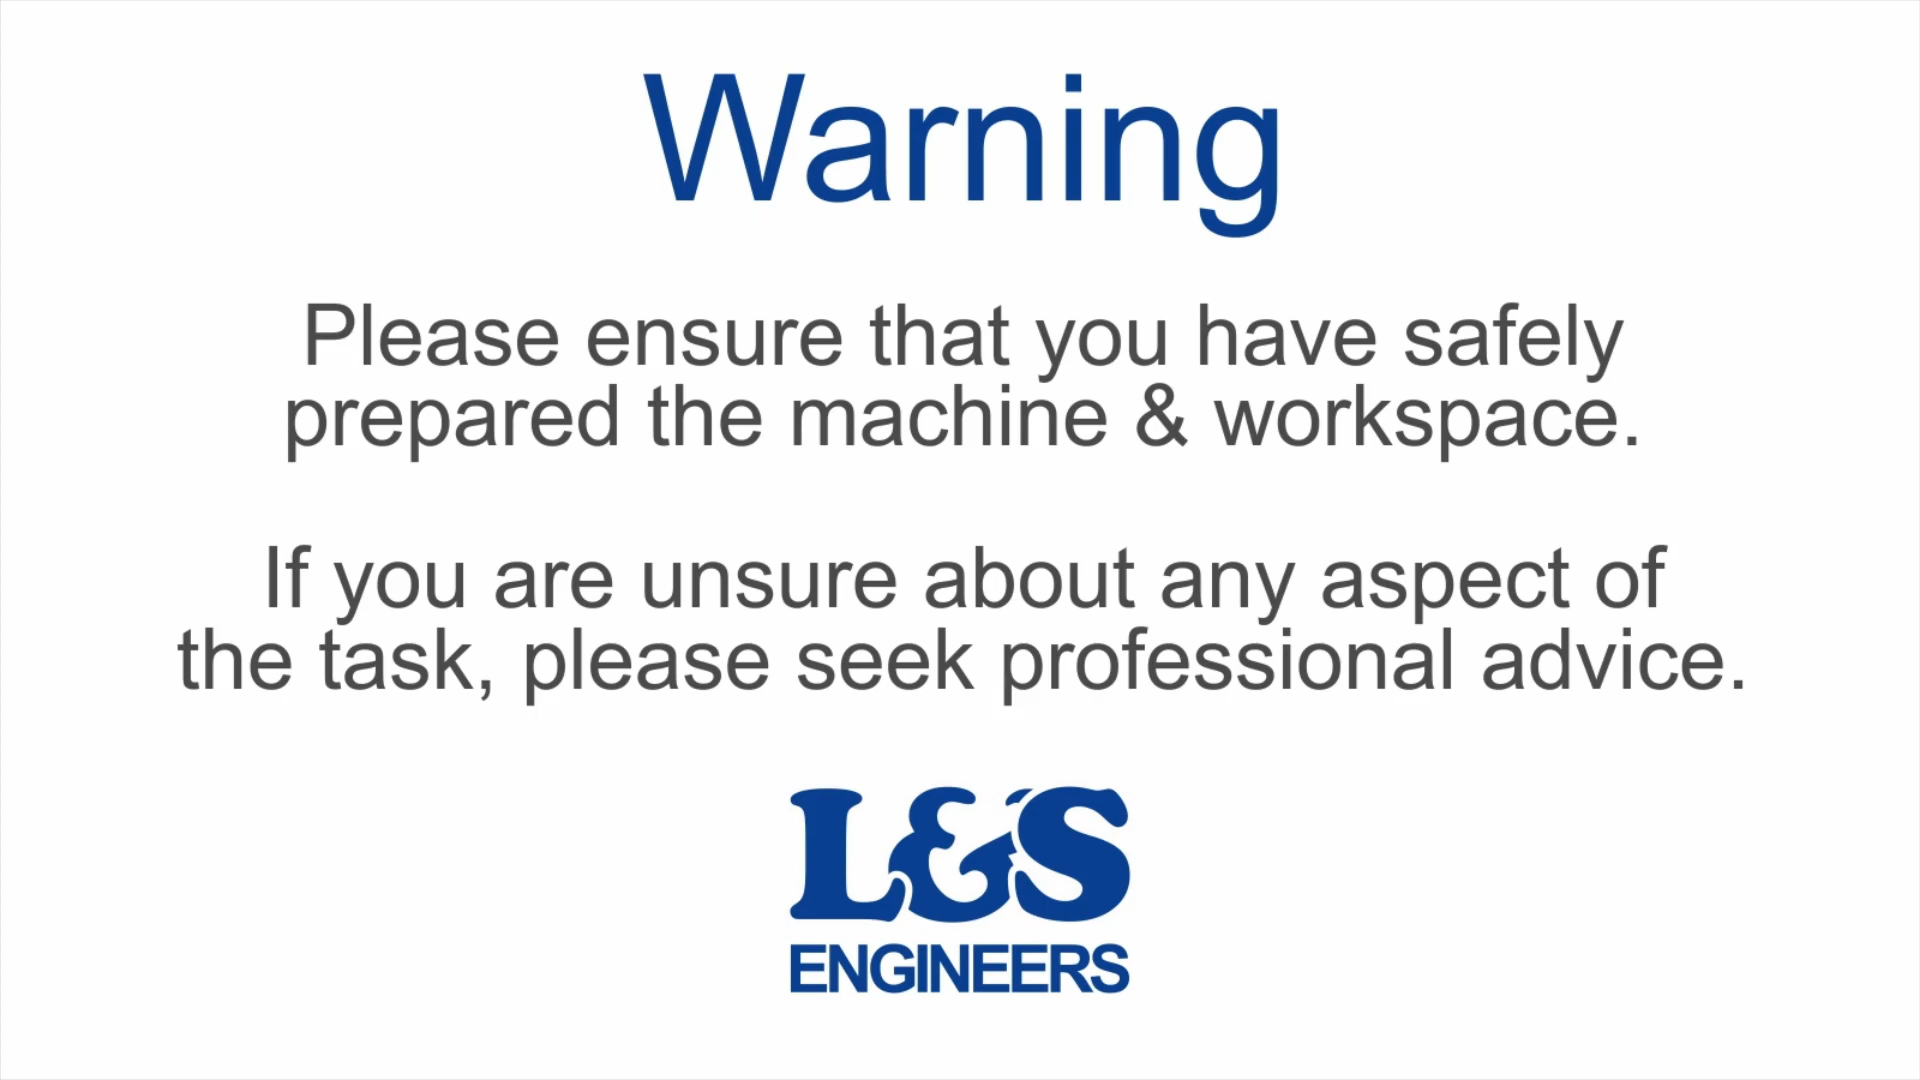 Warning
Please ensure that you have safely
prepared the machine & workspace.
If you are unsure about any aspect of
the task, please seek professional advice.
L&S
ENGINEERS